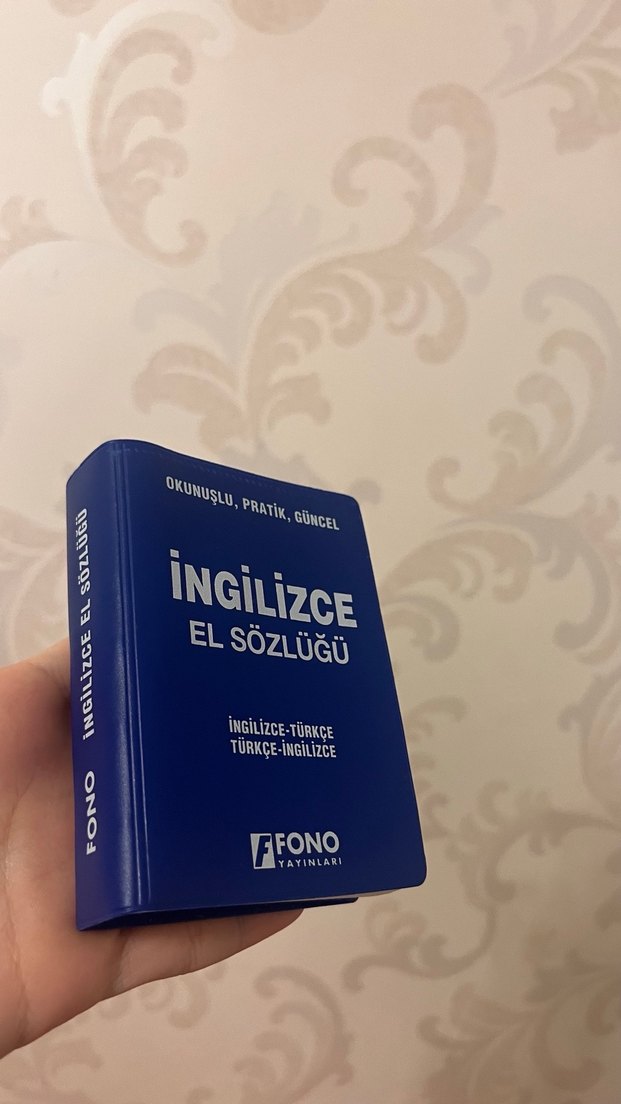 OKUNUŞLU, PRATİK, GÜNCEL
İNGİLİZCE
EL SÖZLÜĞÜ
İNGİLİZCE-TÜRKÇE
TÜRKÇE-İNGİLİZCE
FONO
YAYINLARI
FONO İNGİLİZCE EL SÖZLÜĞÜ